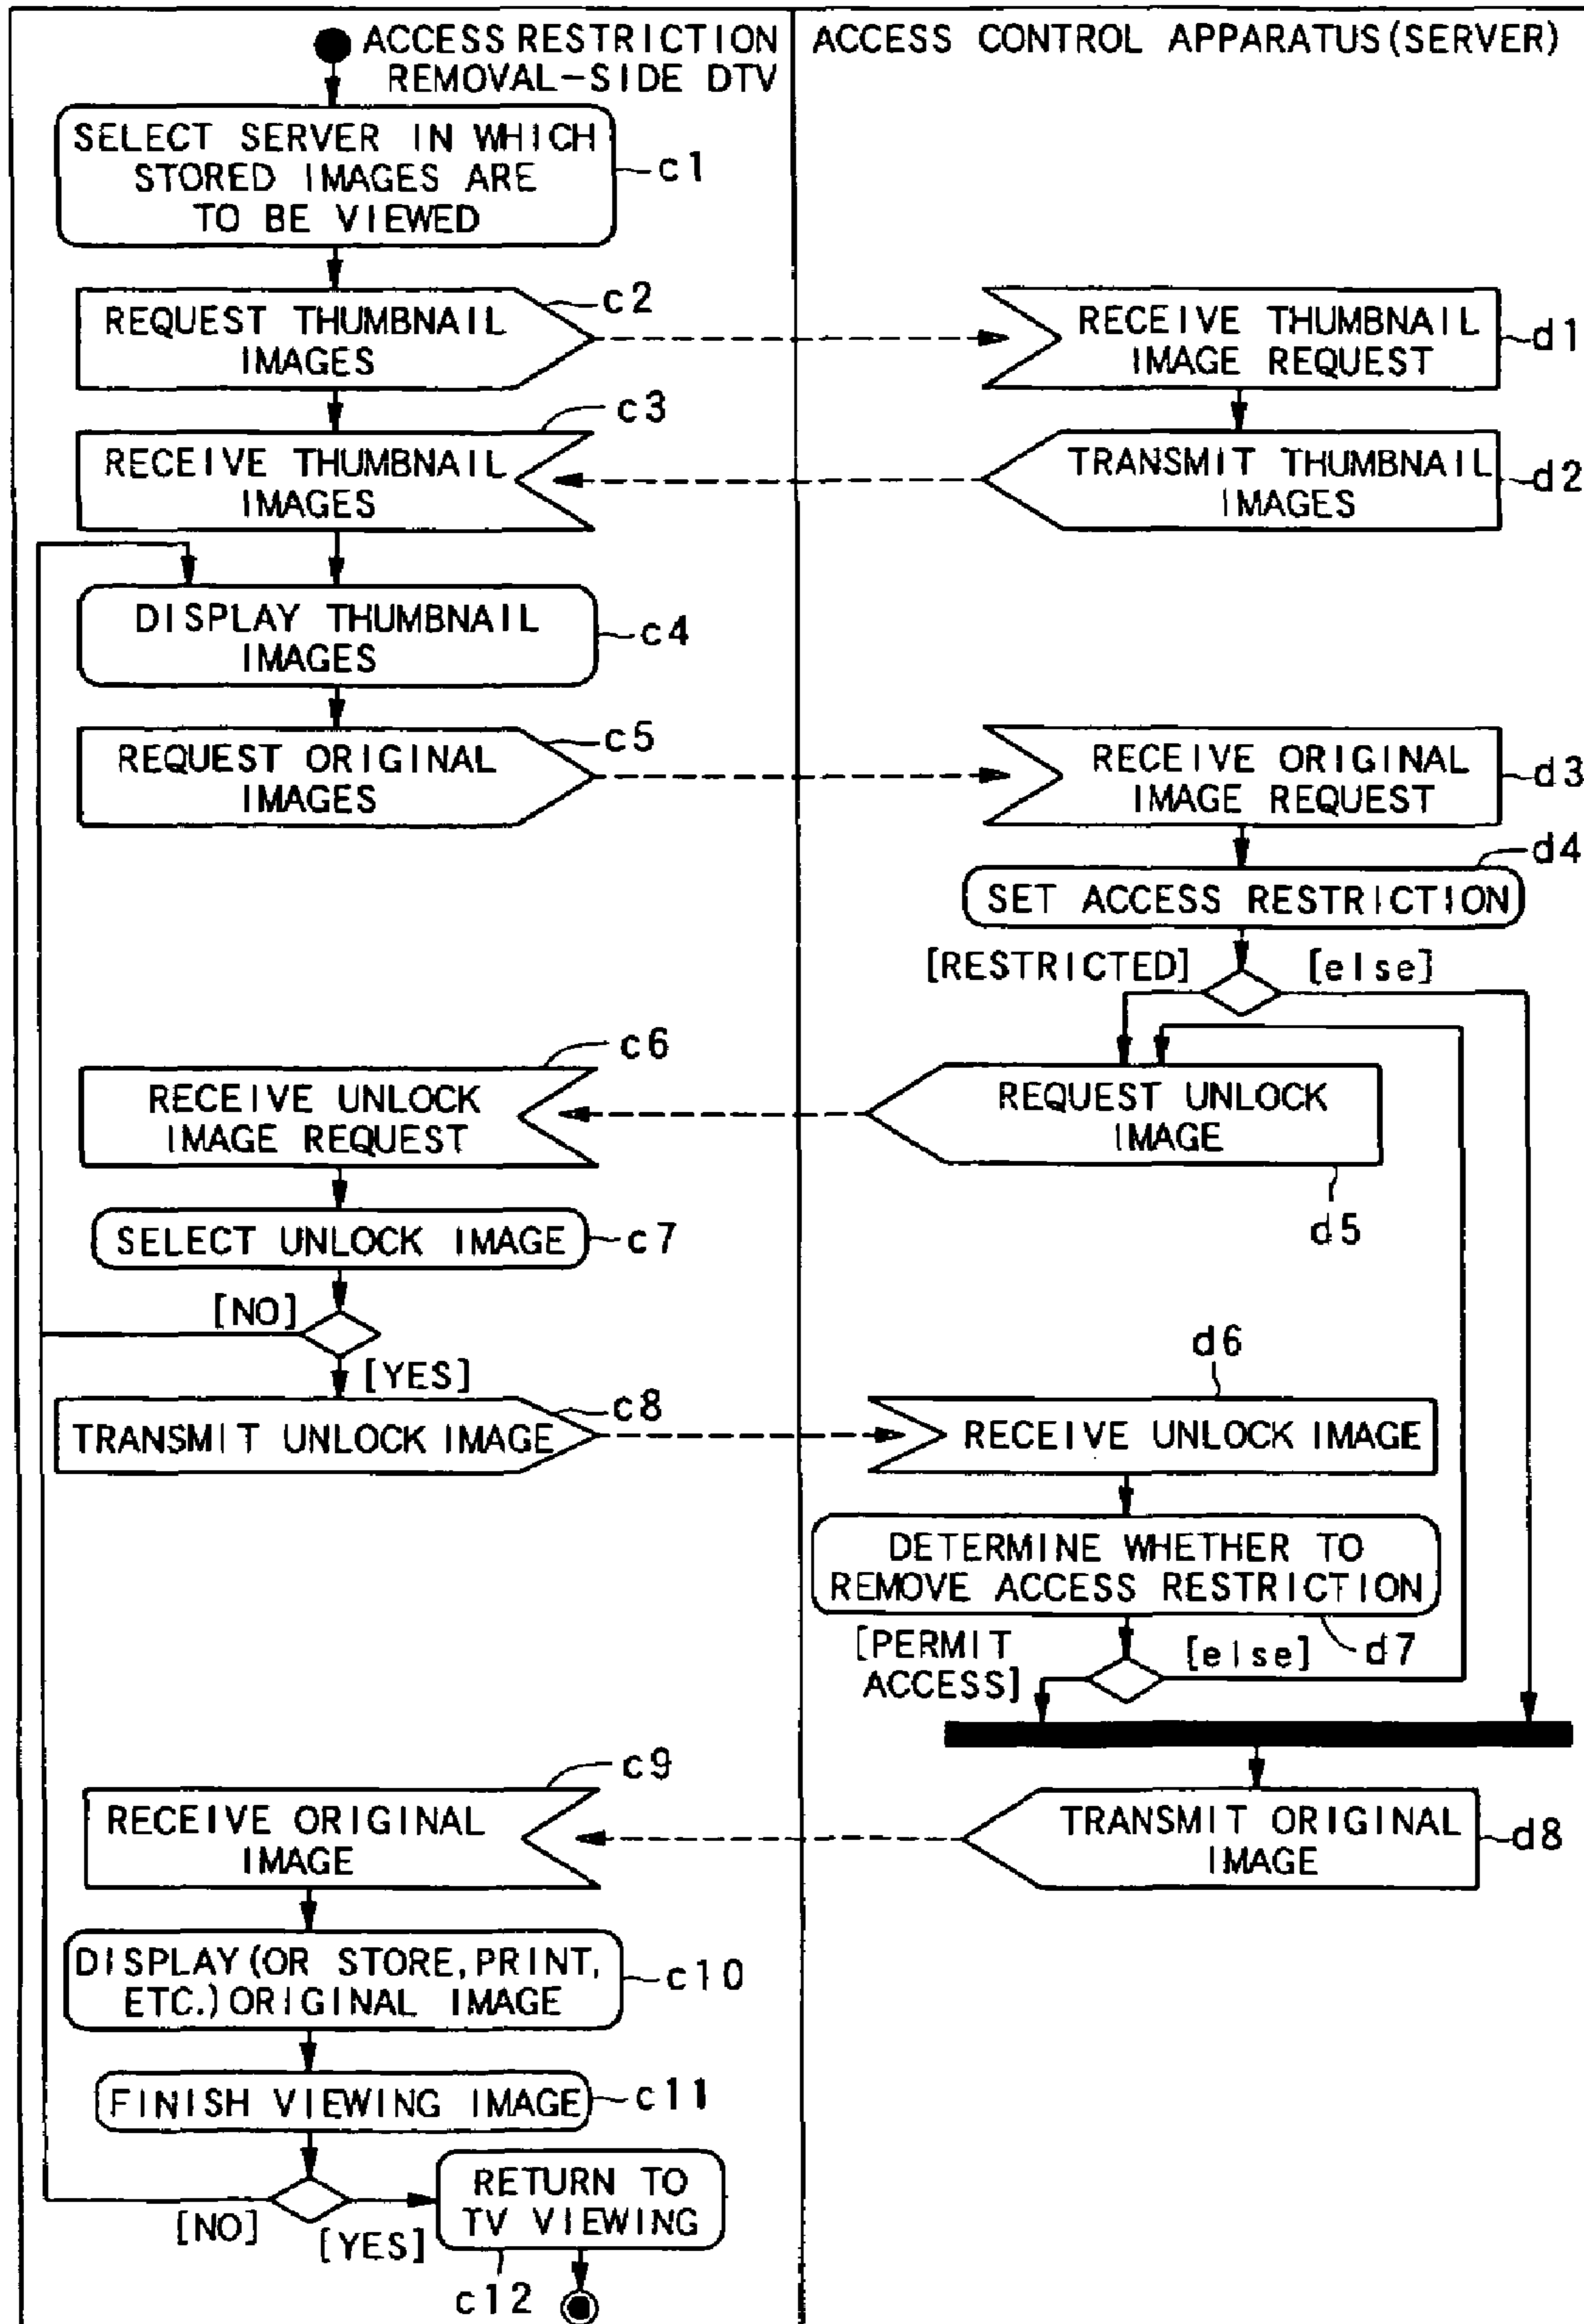 ACCESS RESTRICTION
REMOVAL-SIDE DTV
ACCESS CONTROL APPARATUS(SERVER)
SELECT SERVER IN WHICH
STORED IMAGES ARE
TO BE VIEWED
c1
REQUEST THUMBNAIL
IMAGES
c2
RECEIVE THUMBNAIL
IMAGE REQUEST
d1
RECEIVE THUMBNAIL
IMAGES
c3
TRANSMIT THUMBNAIL
IMAGES
d2
DISPLAY THUMBNAIL
IMAGES
c4
REQUEST ORIGINAL
IMAGES
c5
RECEIVE ORIGINAL
IMAGE REQUEST
d3
d4
SET ACCESS RESTRICTION
[RESTRICTED]
[else]
c6
RECEIVE UNLOCK
IMAGE REQUEST
REQUEST UNLOCK
IMAGE
d5
SELECT UNLOCK IMAGE
c7
[NO]
[YES]
c8
TRANSMIT UNLOCK IMAGE
d6
RECEIVE UNLOCK IMAGE
DETERMINE WHETHER TO
REMOVE ACCESS RESTRICTION
d7
[PERMIT
ACCESS]
[else]
c9
RECEIVE ORIGINAL
IMAGE
TRANSMIT ORIGINAL
IMAGE
d8
DISPLAY(OR STORE,PRINT,
ETC.)ORIGINAL IMAGE
c10
FINISH VIEWING IMAGE
c11
[NO]
[YES]
RETURN TO
TV VIEWING
c12